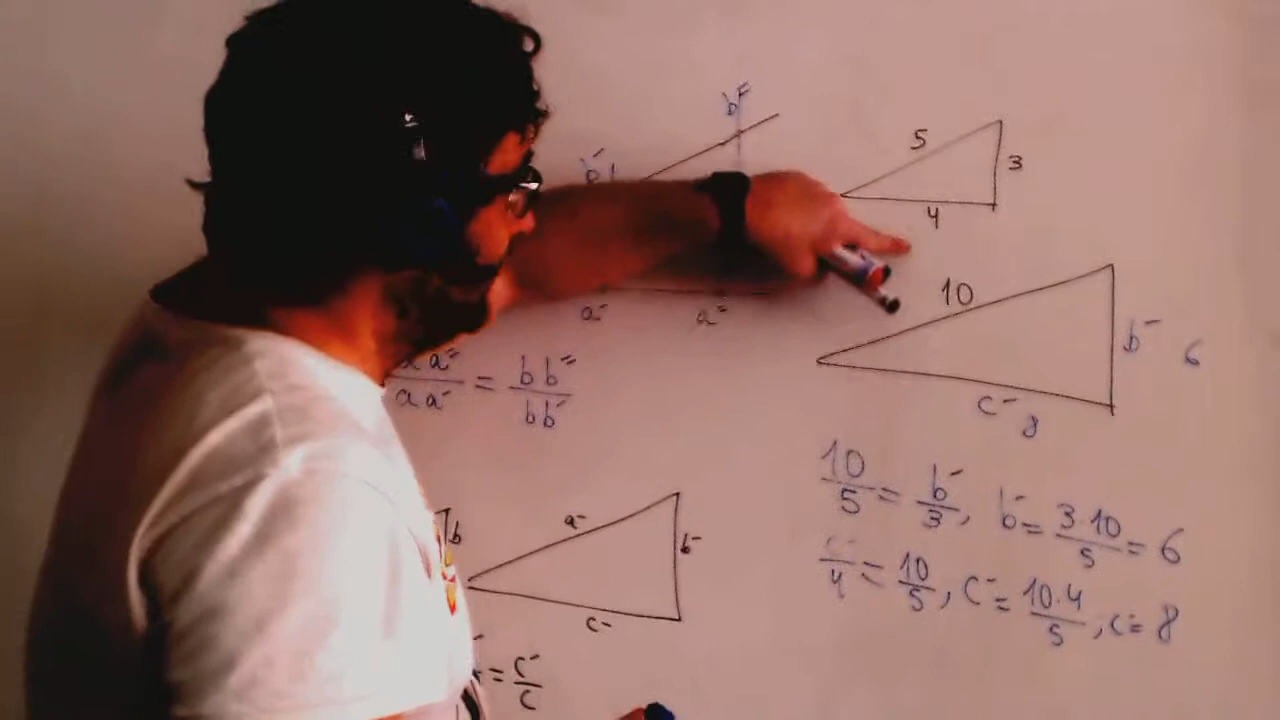 b=
b-
5
3
4
a-
a=
10
b- 6
c- 8
a a= / a a- = b b= / b b-
10/5 = b-/3, b- = 3·10/5 = 6
c-/4 = 10/5, c- = 10·4/5, c- = 8
b
a-
b-
c-
= c-/c